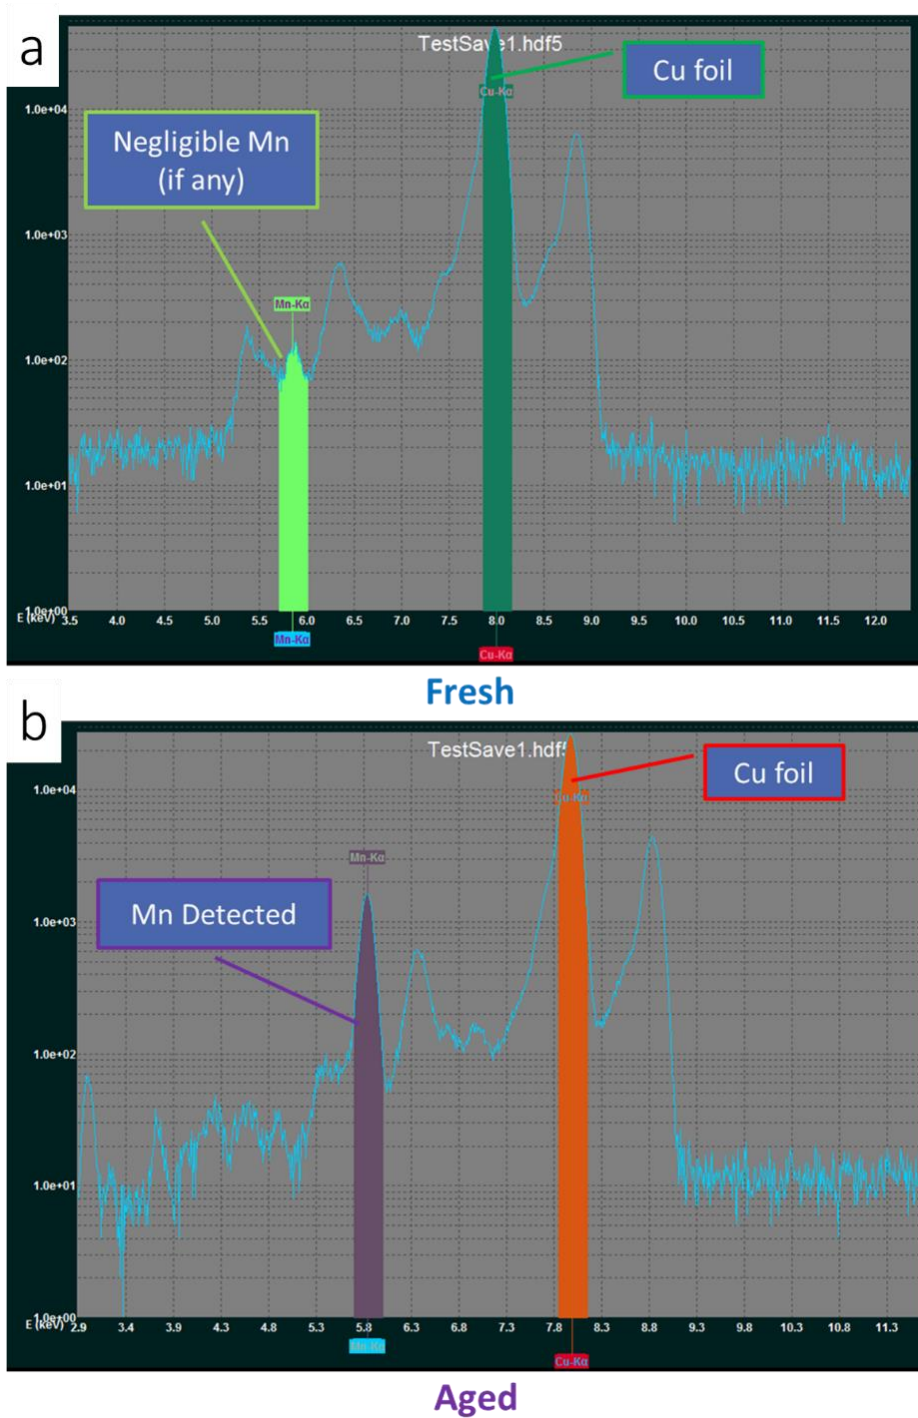 a
TestSave1.hdf5
Cu foil
Cu-Kα
1.0e+04
Negligible Mn
(if any)
1.0e+03
Mn-Kα
1.0e+02
1.0e+01
1.0e+00
E (keV) 3.5 4.0 4.5 5.0 5.5 6.0 6.5 7.0 7.5 8.0 8.5 9.0 9.5 10.0 10.5 11.0 11.5 12.0
Mn-Kα Cu-Kα
Fresh
b
TestSave1.hdf5
Cu foil
1.0e+04
Cu-Kα
Mn-Kα
Mn Detected
1.0e+03
1.0e+02
1.0e+01
1.0e+00
E (keV) 2.9 3.4 3.9 4.3 4.8 5.3 5.8 6.3 6.8 7.3 7.8 8.3 8.8 9.3 9.8 10.3 10.8 11.3
Mn-Kα Cu-Kα
Aged